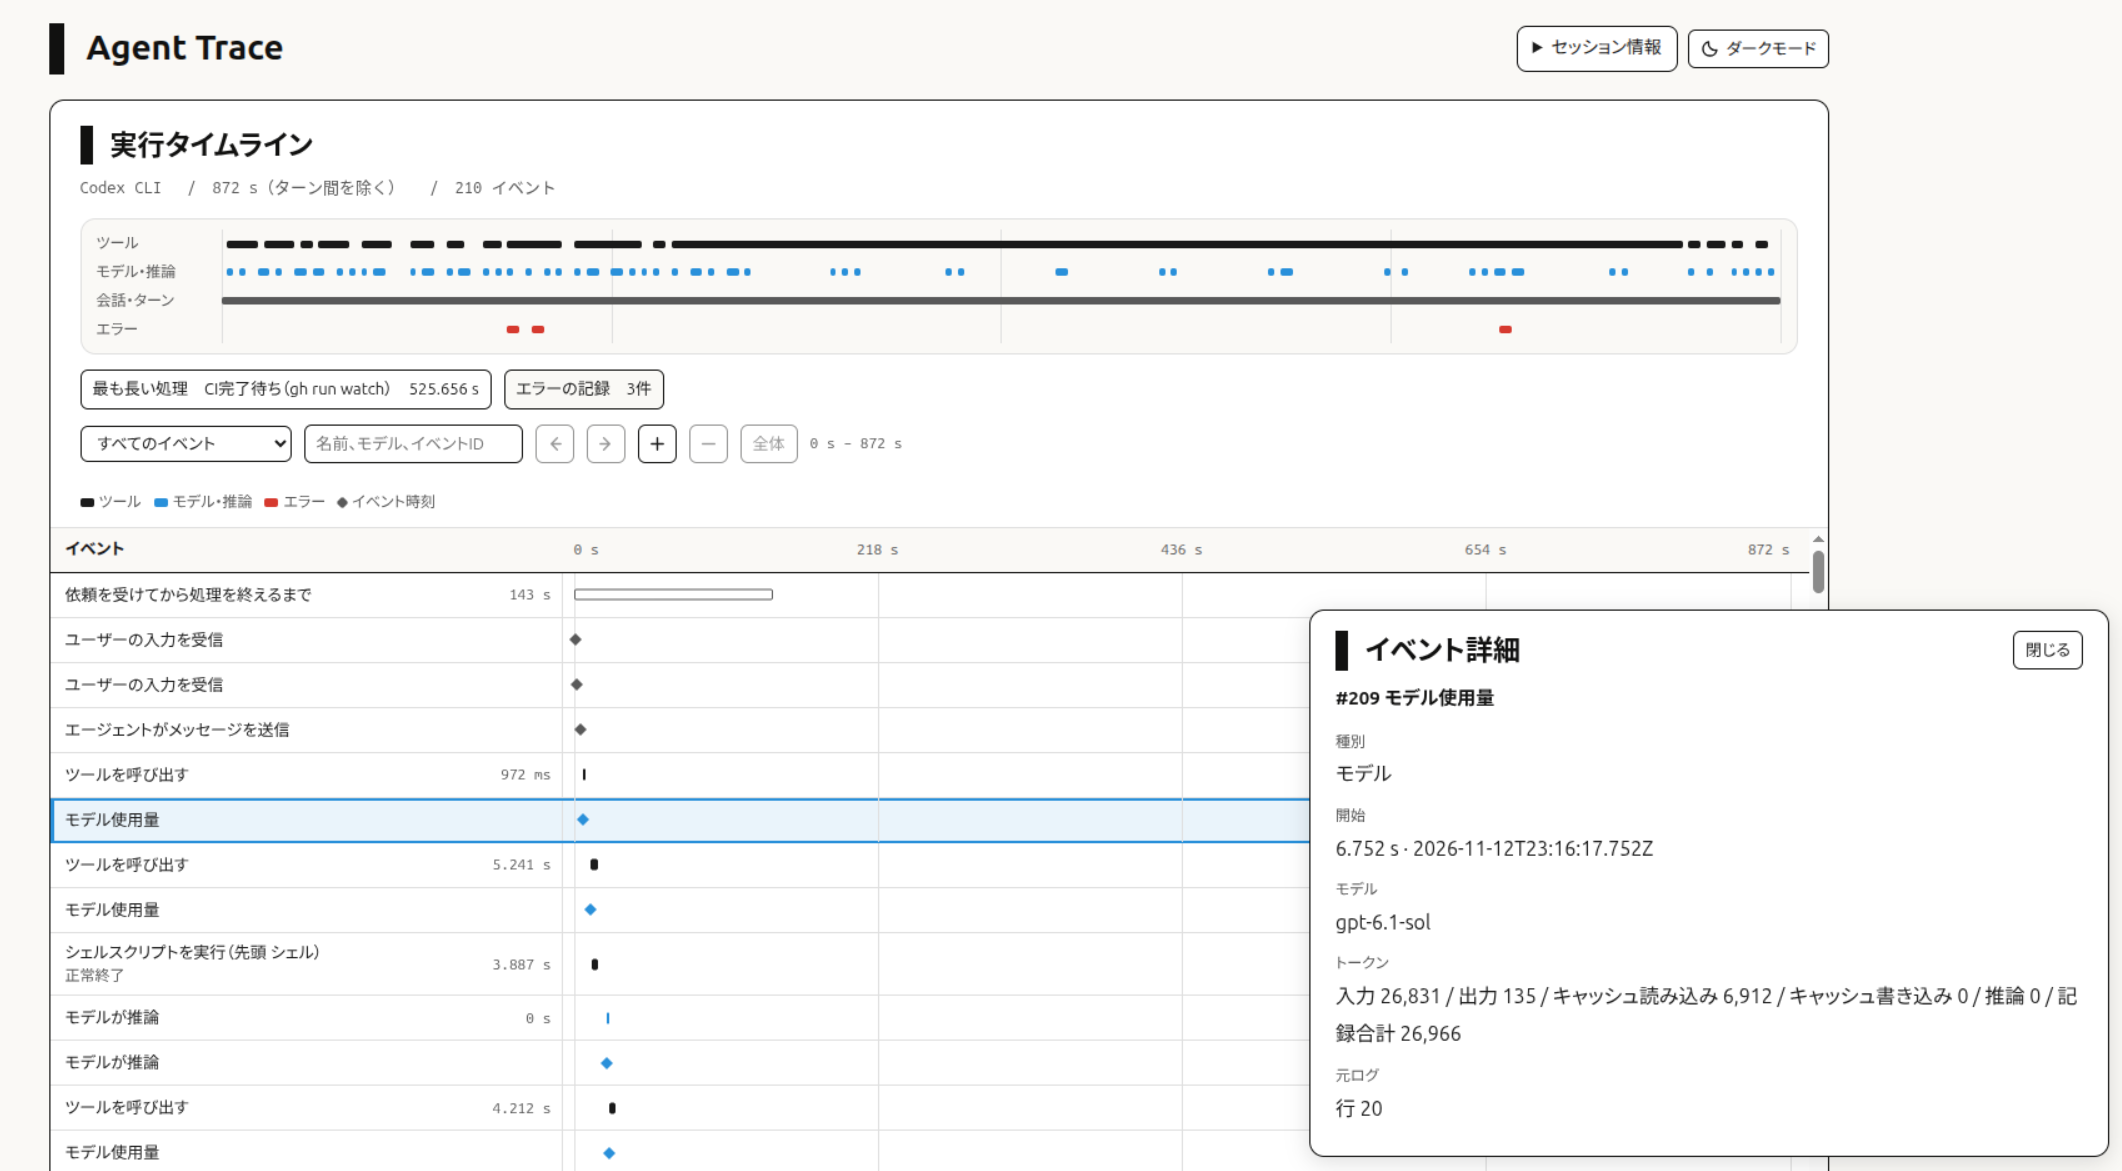 Agent Trace
▶ セッション情報
ダークモード
実行タイムライン
Codex CLI / 872 s（ターン間を除く） / 210 イベント
ツール
モデル・推論
会話・ターン
エラー
最も長い処理 CI完了待ち（gh run watch） 525.656 s
エラーの記録 3件
すべてのイベント
名前、モデル、イベントID
←
→
+
−
全体
0 s – 872 s
ツール モデル・推論 エラー イベント時刻
イベント 0 s 218 s 436 s 654 s 872 s
依頼を受けてから処理を終えるまで 143 s
ユーザーの入力を受信
ユーザーの入力を受信
エージェントがメッセージを送信
ツールを呼び出す 972 ms
モデル使用量
ツールを呼び出す 5.241 s
モデル使用量
シェルスクリプトを実行（先頭 シェル） 3.887 s
正常終了
モデルが推論 0 s
モデルが推論
ツールを呼び出す 4.212 s
モデル使用量
イベント詳細
閉じる
#209 モデル使用量
種別
モデル
開始
6.752 s · 2026-11-12T23:16:17.752Z
モデル
gpt-6.1-sol
トークン
入力 26,831 / 出力 135 / キャッシュ読み込み 6,912 / キャッシュ書き込み 0 / 推論 0 / 記
録合計 26,966
元ログ
行 20